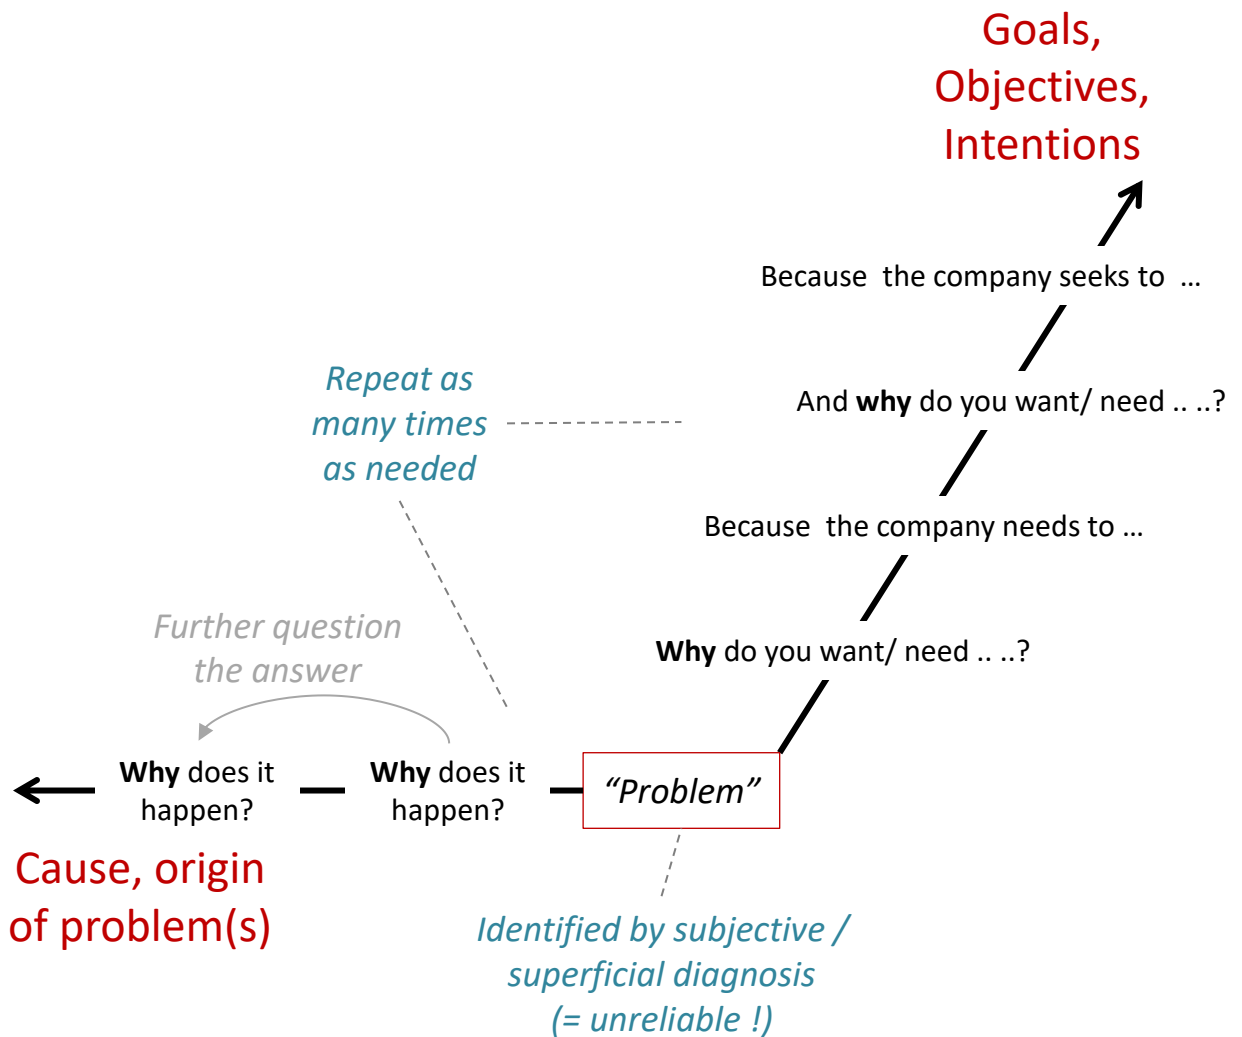 Goals,
Objectives,
Intentions
Because  the company seeks to  …
Repeat as
many times
as needed
And why do you want/ need .. ..?
Because  the company needs to …
Further question
the answer
Why do you want/ need .. ..?
Why does it
happen?
Why does it
happen?
“Problem”
Cause, origin
of problem(s)
Identified by subjective /
superficial diagnosis
(= unreliable !)